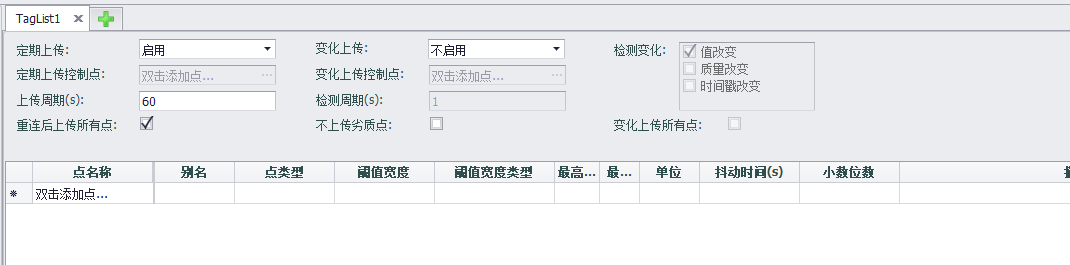 TagList1
定期上传: 启用 变化上传: 不启用 检测变化: 值改变
定期上传控制点: 双击添加点... ... 变化上传控制点: 双击添加点... ... 质量改变
上传周期(s): 60 检测周期(s): 1 时间戳改变
重连后上传所有点: 不上传劣质点: 变化上传所有点:
点名称 别名 点类型 阈值宽度 阈值宽度类型 最高... 最... 单位 抖动时间(s) 小数位数
* 双击添加点...